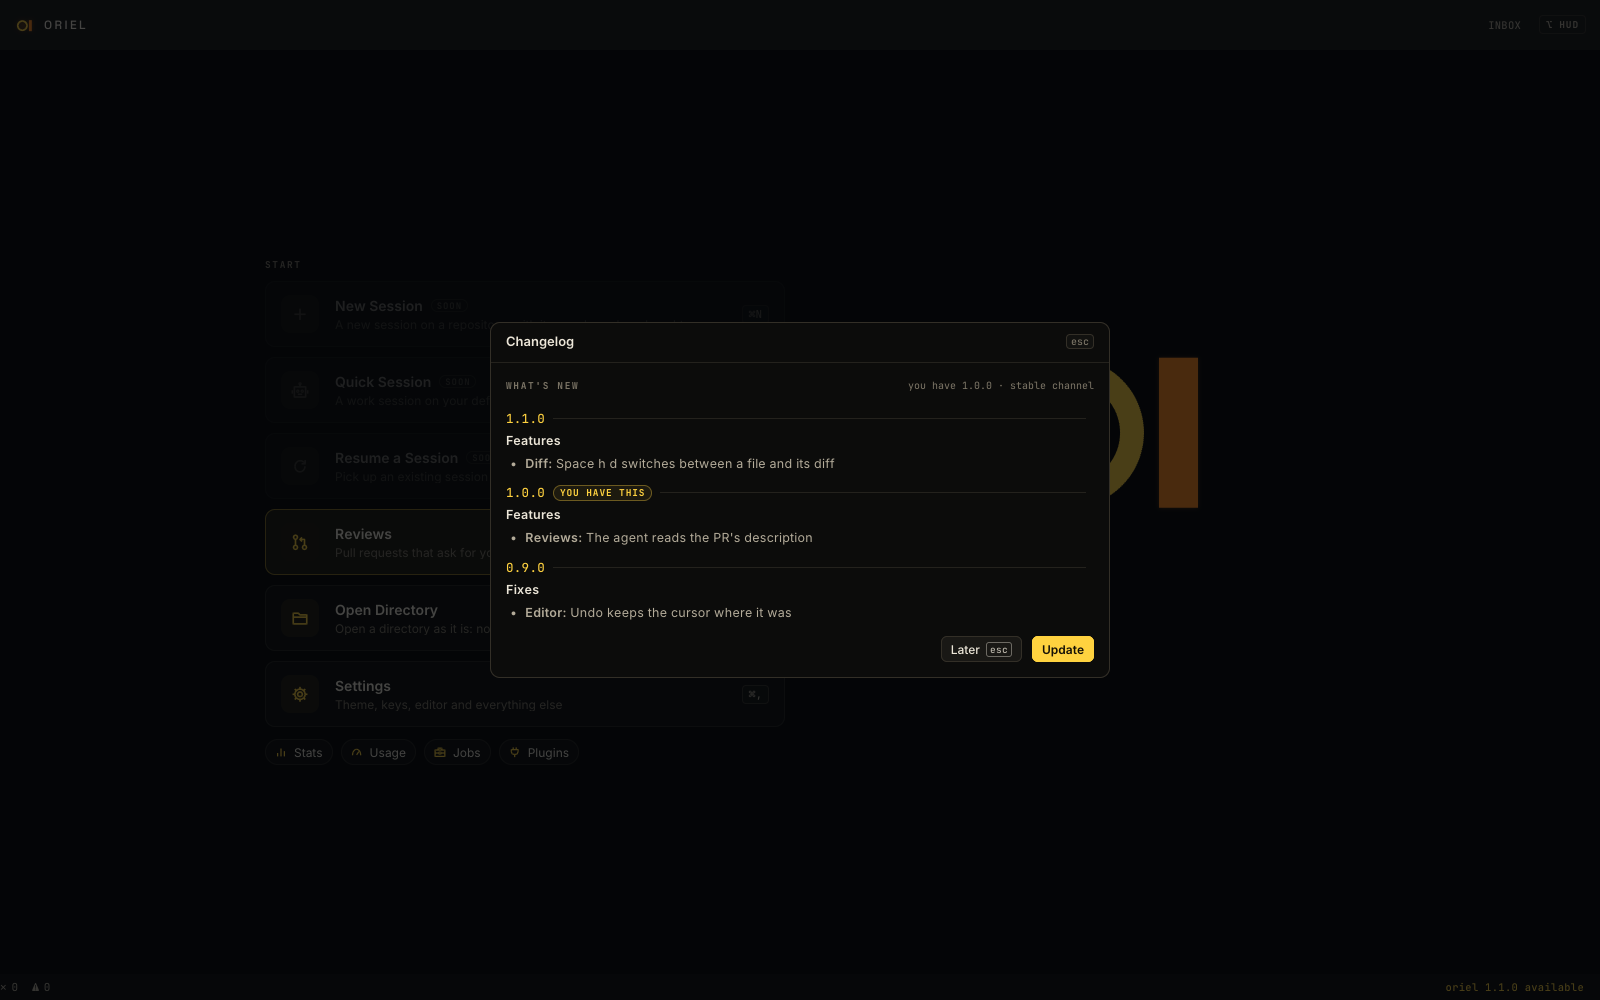 ORIEL
INBOX
⌥ HUD
START
New Session SOON
A new session on a reposit
⌘N
Quick Session SOON
A work session on your def
Resume a Session
Pick up an existing session
Reviews
Pull requests that ask for yo
Open Directory
Open a directory as it is: no
Settings
Theme, keys, editor and everything else
⌘,
Stats
Usage
Jobs
Plugins
Changelog
esc
WHAT'S NEW
you have 1.0.0 · stable channel
1.1.0
Features
• Diff: Space h d switches between a file and its diff
1.0.0 YOU HAVE THIS
Features
• Reviews: The agent reads the PR's description
0.9.0
Fixes
• Editor: Undo keeps the cursor where it was
Later esc
Update
× 0
0
oriel 1.1.0 available